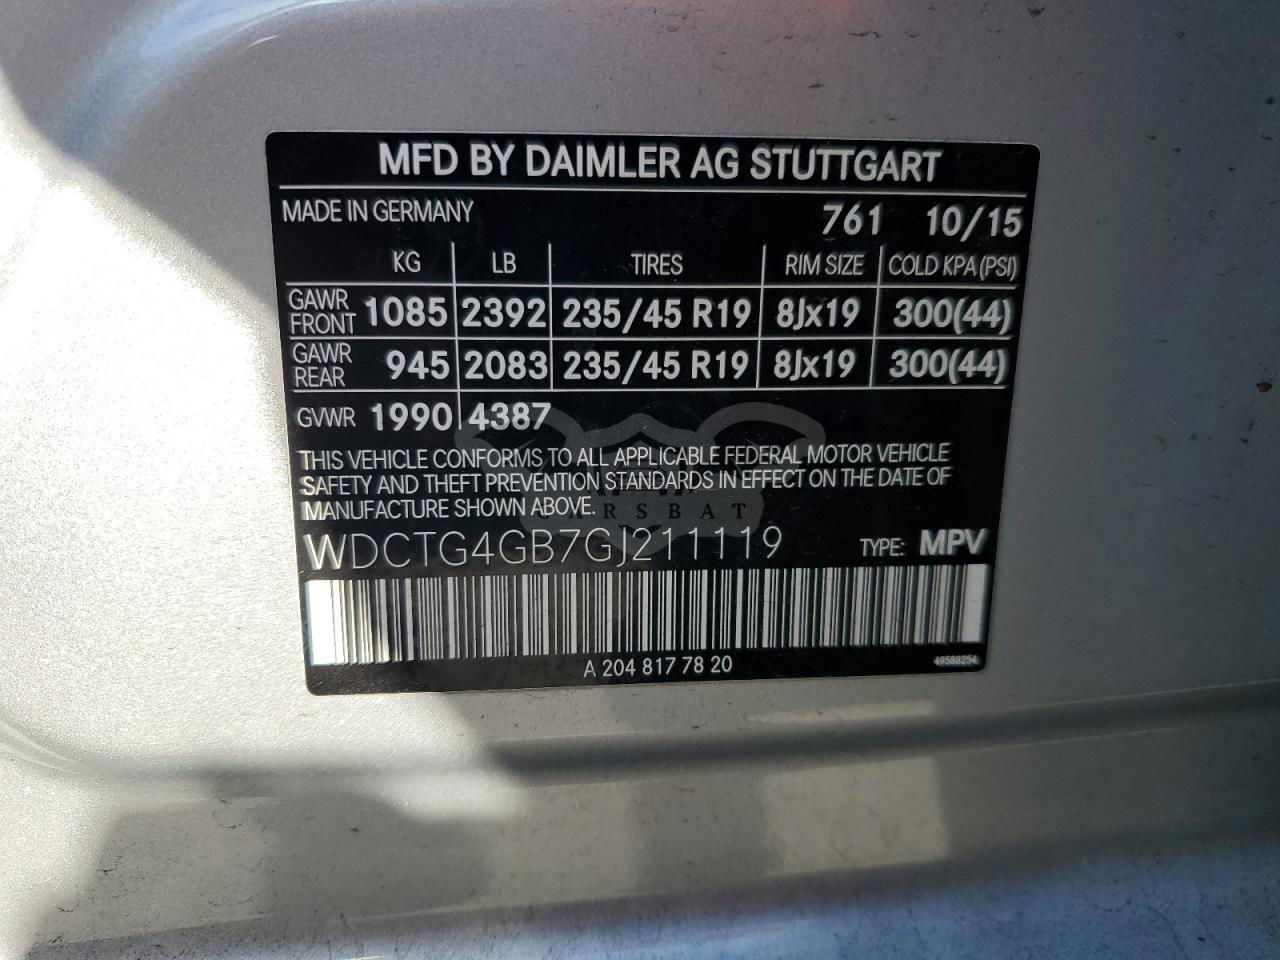 MFD BY DAIMLER AG STUTTGART
MADE IN GERMANY 761 10/15
KG LB TIRES RIM SIZE COLD KPA (PSI)
GAWR FRONT 1085 2392 235/45 R19 8Jx19 300(44)
GAWR REAR 945 2083 235/45 R19 8Jx19 300(44)
GVWR 1990 4387
THIS VEHICLE CONFORMS TO ALL APPLICABLE FEDERAL MOTOR VEHICLE
SAFETY AND THEFT PREVENTION STANDARDS IN EFFECT ON THE DATE OF
MANUFACTURE SHOWN ABOVE.
WDCTG4GB7GJ211119 TYPE: MPV
A 204 817 78 20 49588254